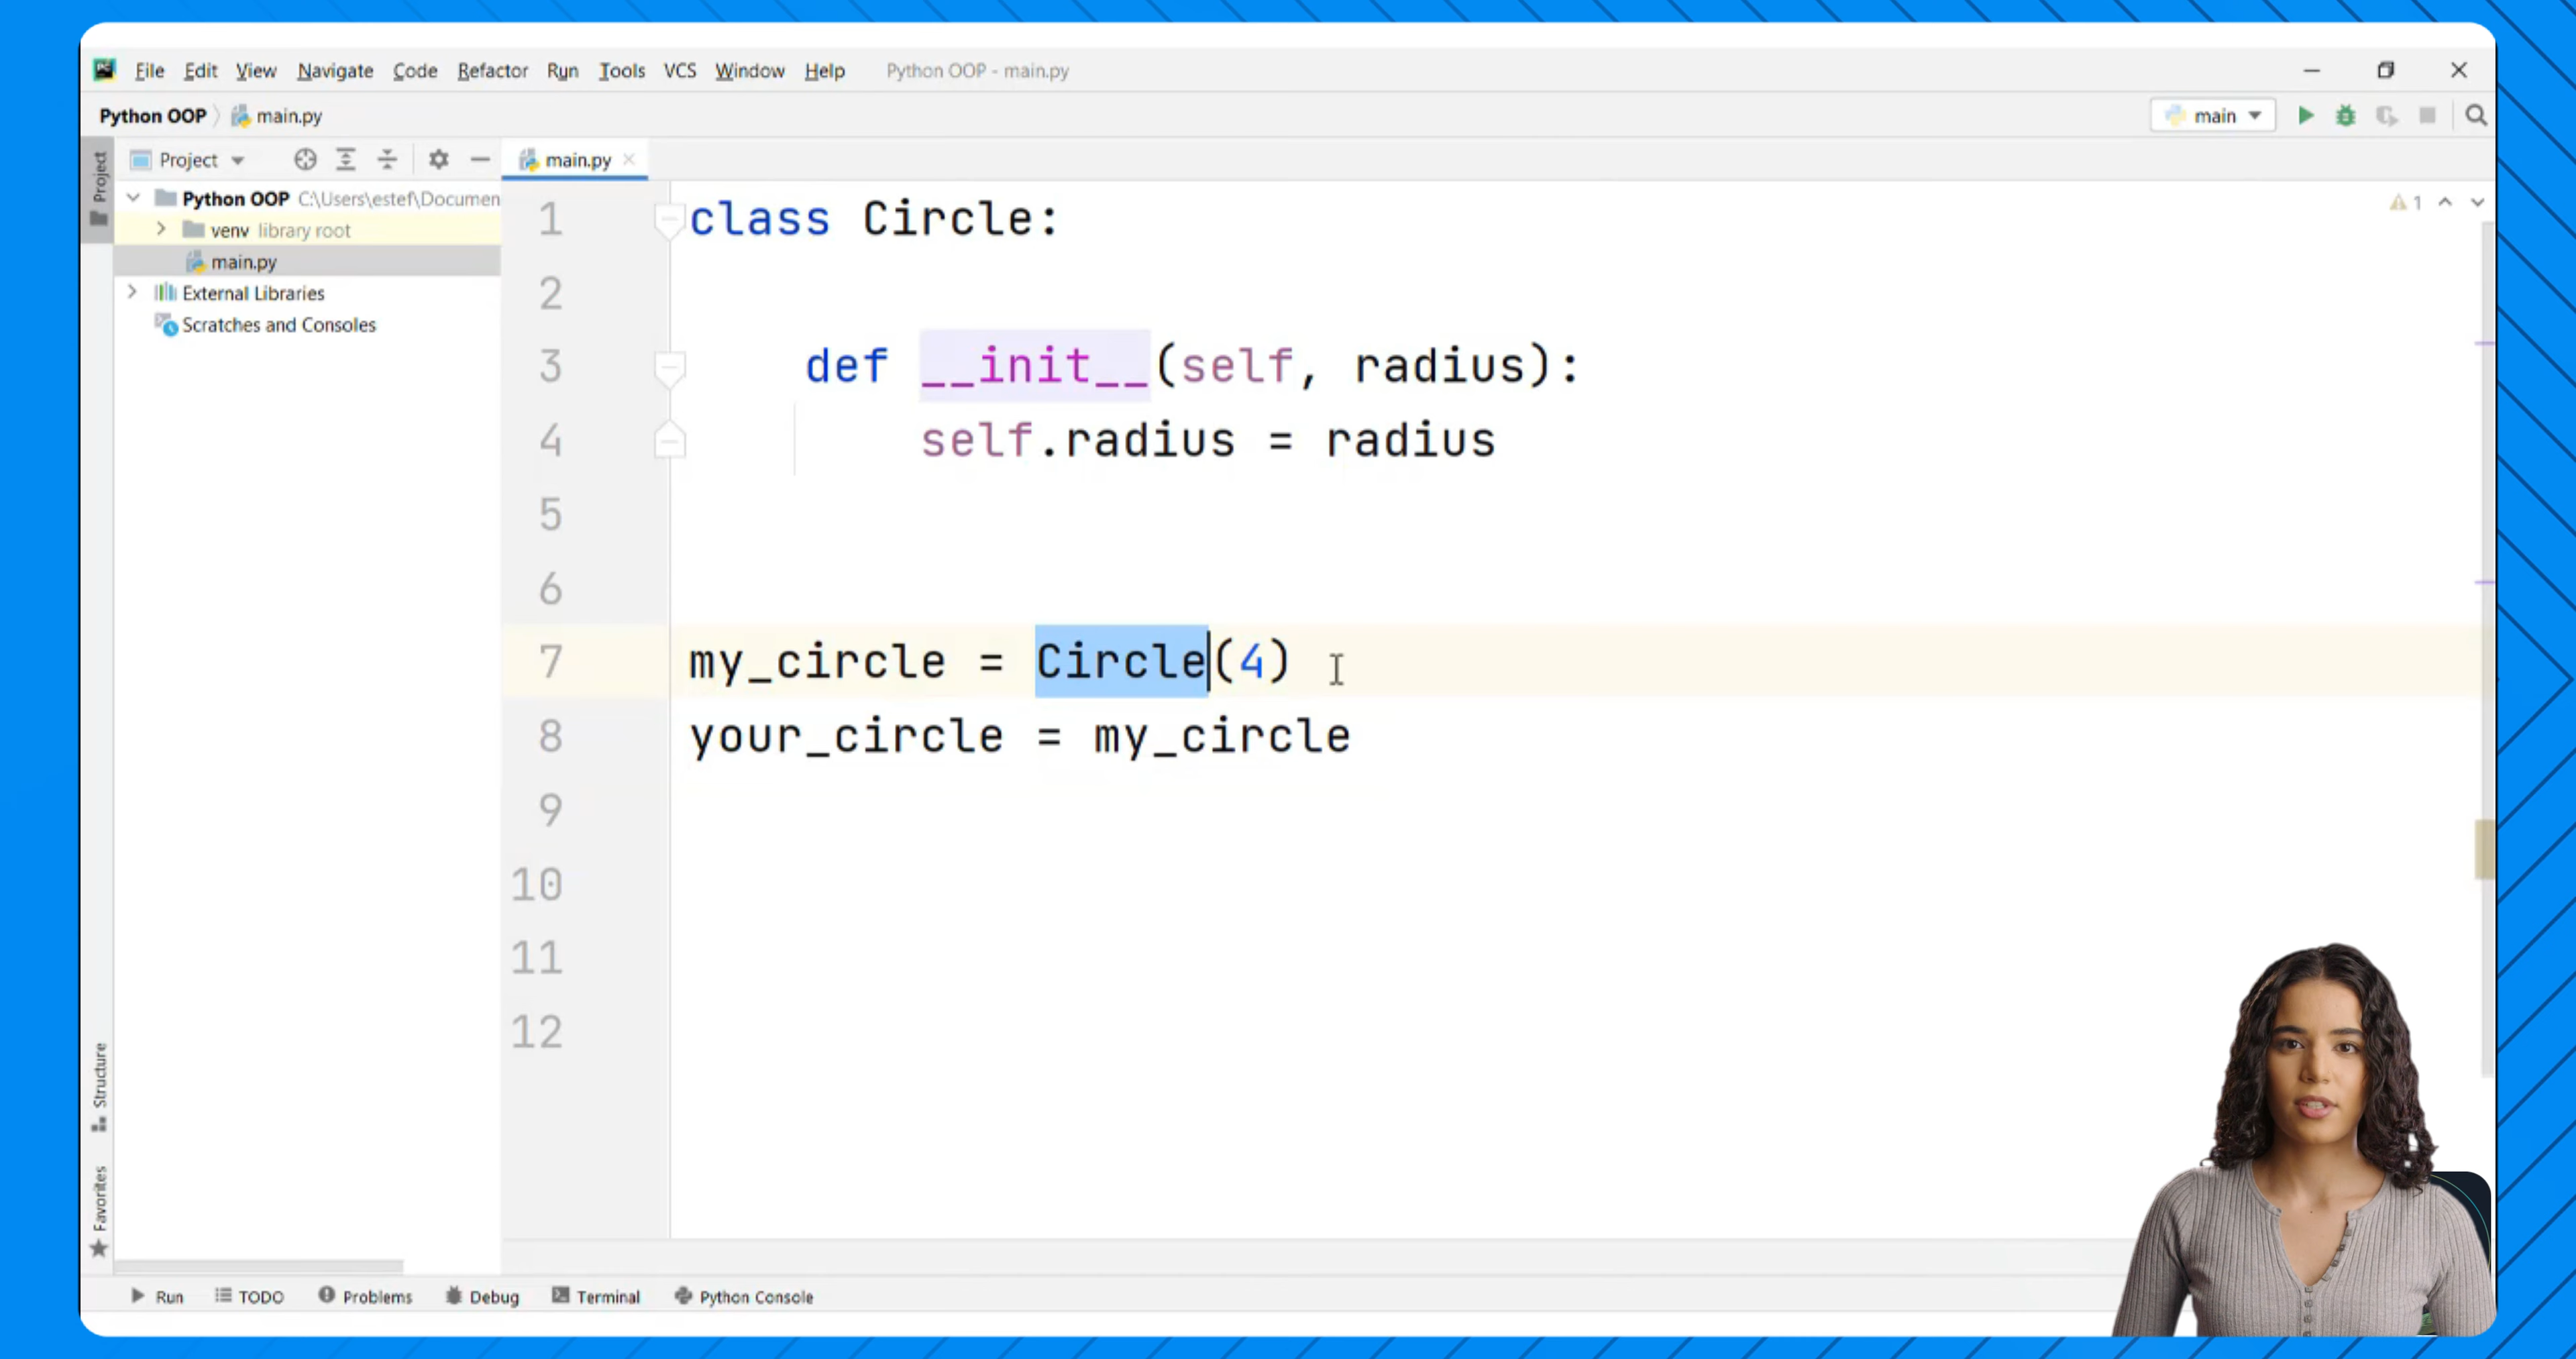 File Edit View Navigate Code Refactor Run Tools VCS Window Help Python OOP - main.py
Python OOP main.py main
Project Project main.py
Python OOP C:\Users\estef\Documen
venv library root
main.py
External Libraries
Scratches and Consoles
1 class Circle:
2
3 def __init__(self, radius):
4 self.radius = radius
5
6
7 my_circle = Circle(4)
8 your_circle = my_circle
9
10
11
12
1
Structure
Favorites
Run TODO Problems Debug Terminal Python Console